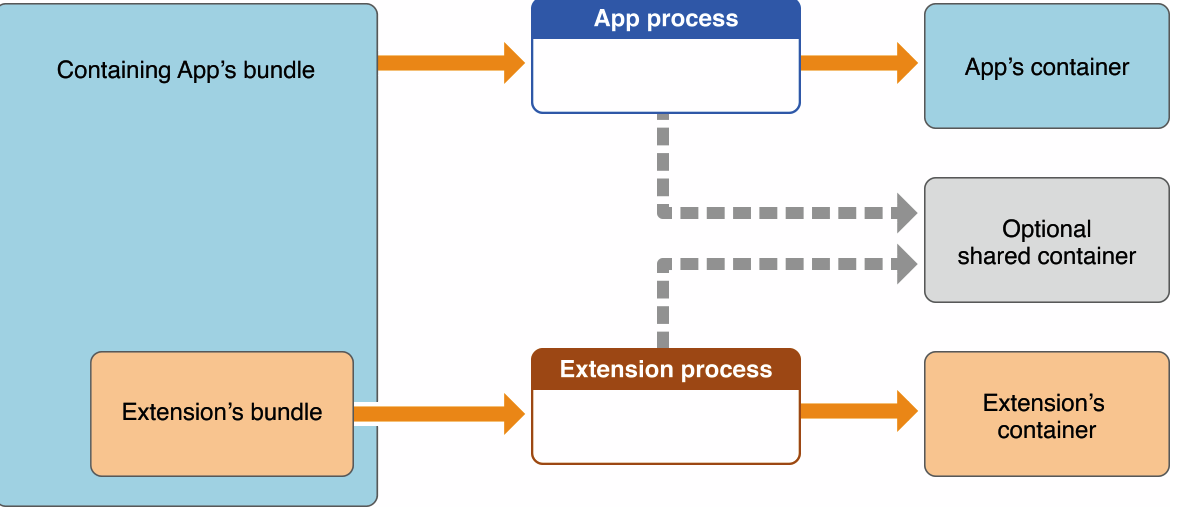 App process
Containing App’s bundle
App’s container
Optional
shared container
Extension process
Extension’s bundle
Extension’s
container